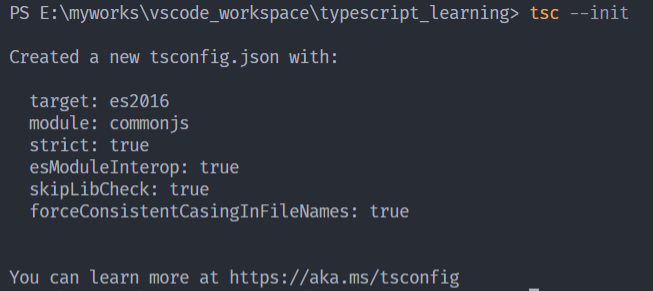 PS E:\myworks\vscode_workspace\typescript_learning> tsc --init
Created a new tsconfig.json with:
target: es2016
module: commonjs
strict: true
esModuleInterop: true
skipLibCheck: true
forceConsistentCasingInFileNames: true
You can learn more at https://aka.ms/tsconfig